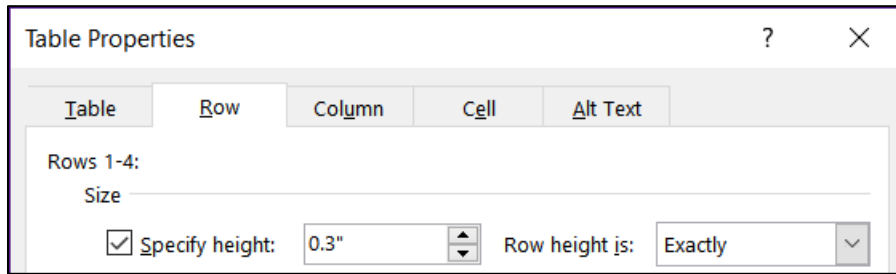 Table Properties ?
Table Row Column Cell Alt Text
Rows 1-4:
Size
Specify height: 0.3" Row height is: Exactly